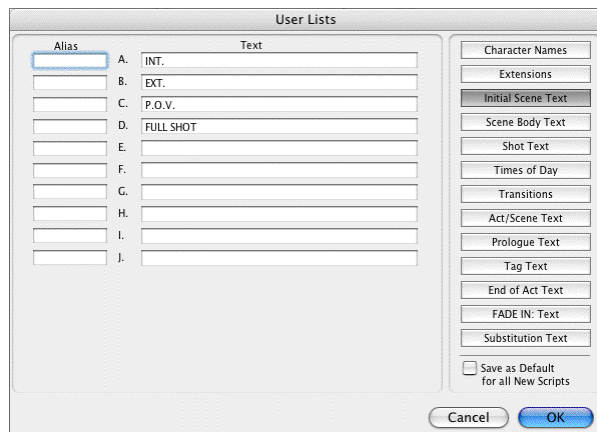 User Lists
Alias Text
A. INT.
B. EXT.
C. P.O.V.
D. FULL SHOT
E.
F.
G.
H.
I.
J.
Character Names
Extensions
Initial Scene Text
Scene Body Text
Shot Text
Times of Day
Transitions
Act/Scene Text
Prologue Text
Tag Text
End of Act Text
FADE IN: Text
Substitution Text
Save as Default
for all New Scripts
Cancel OK